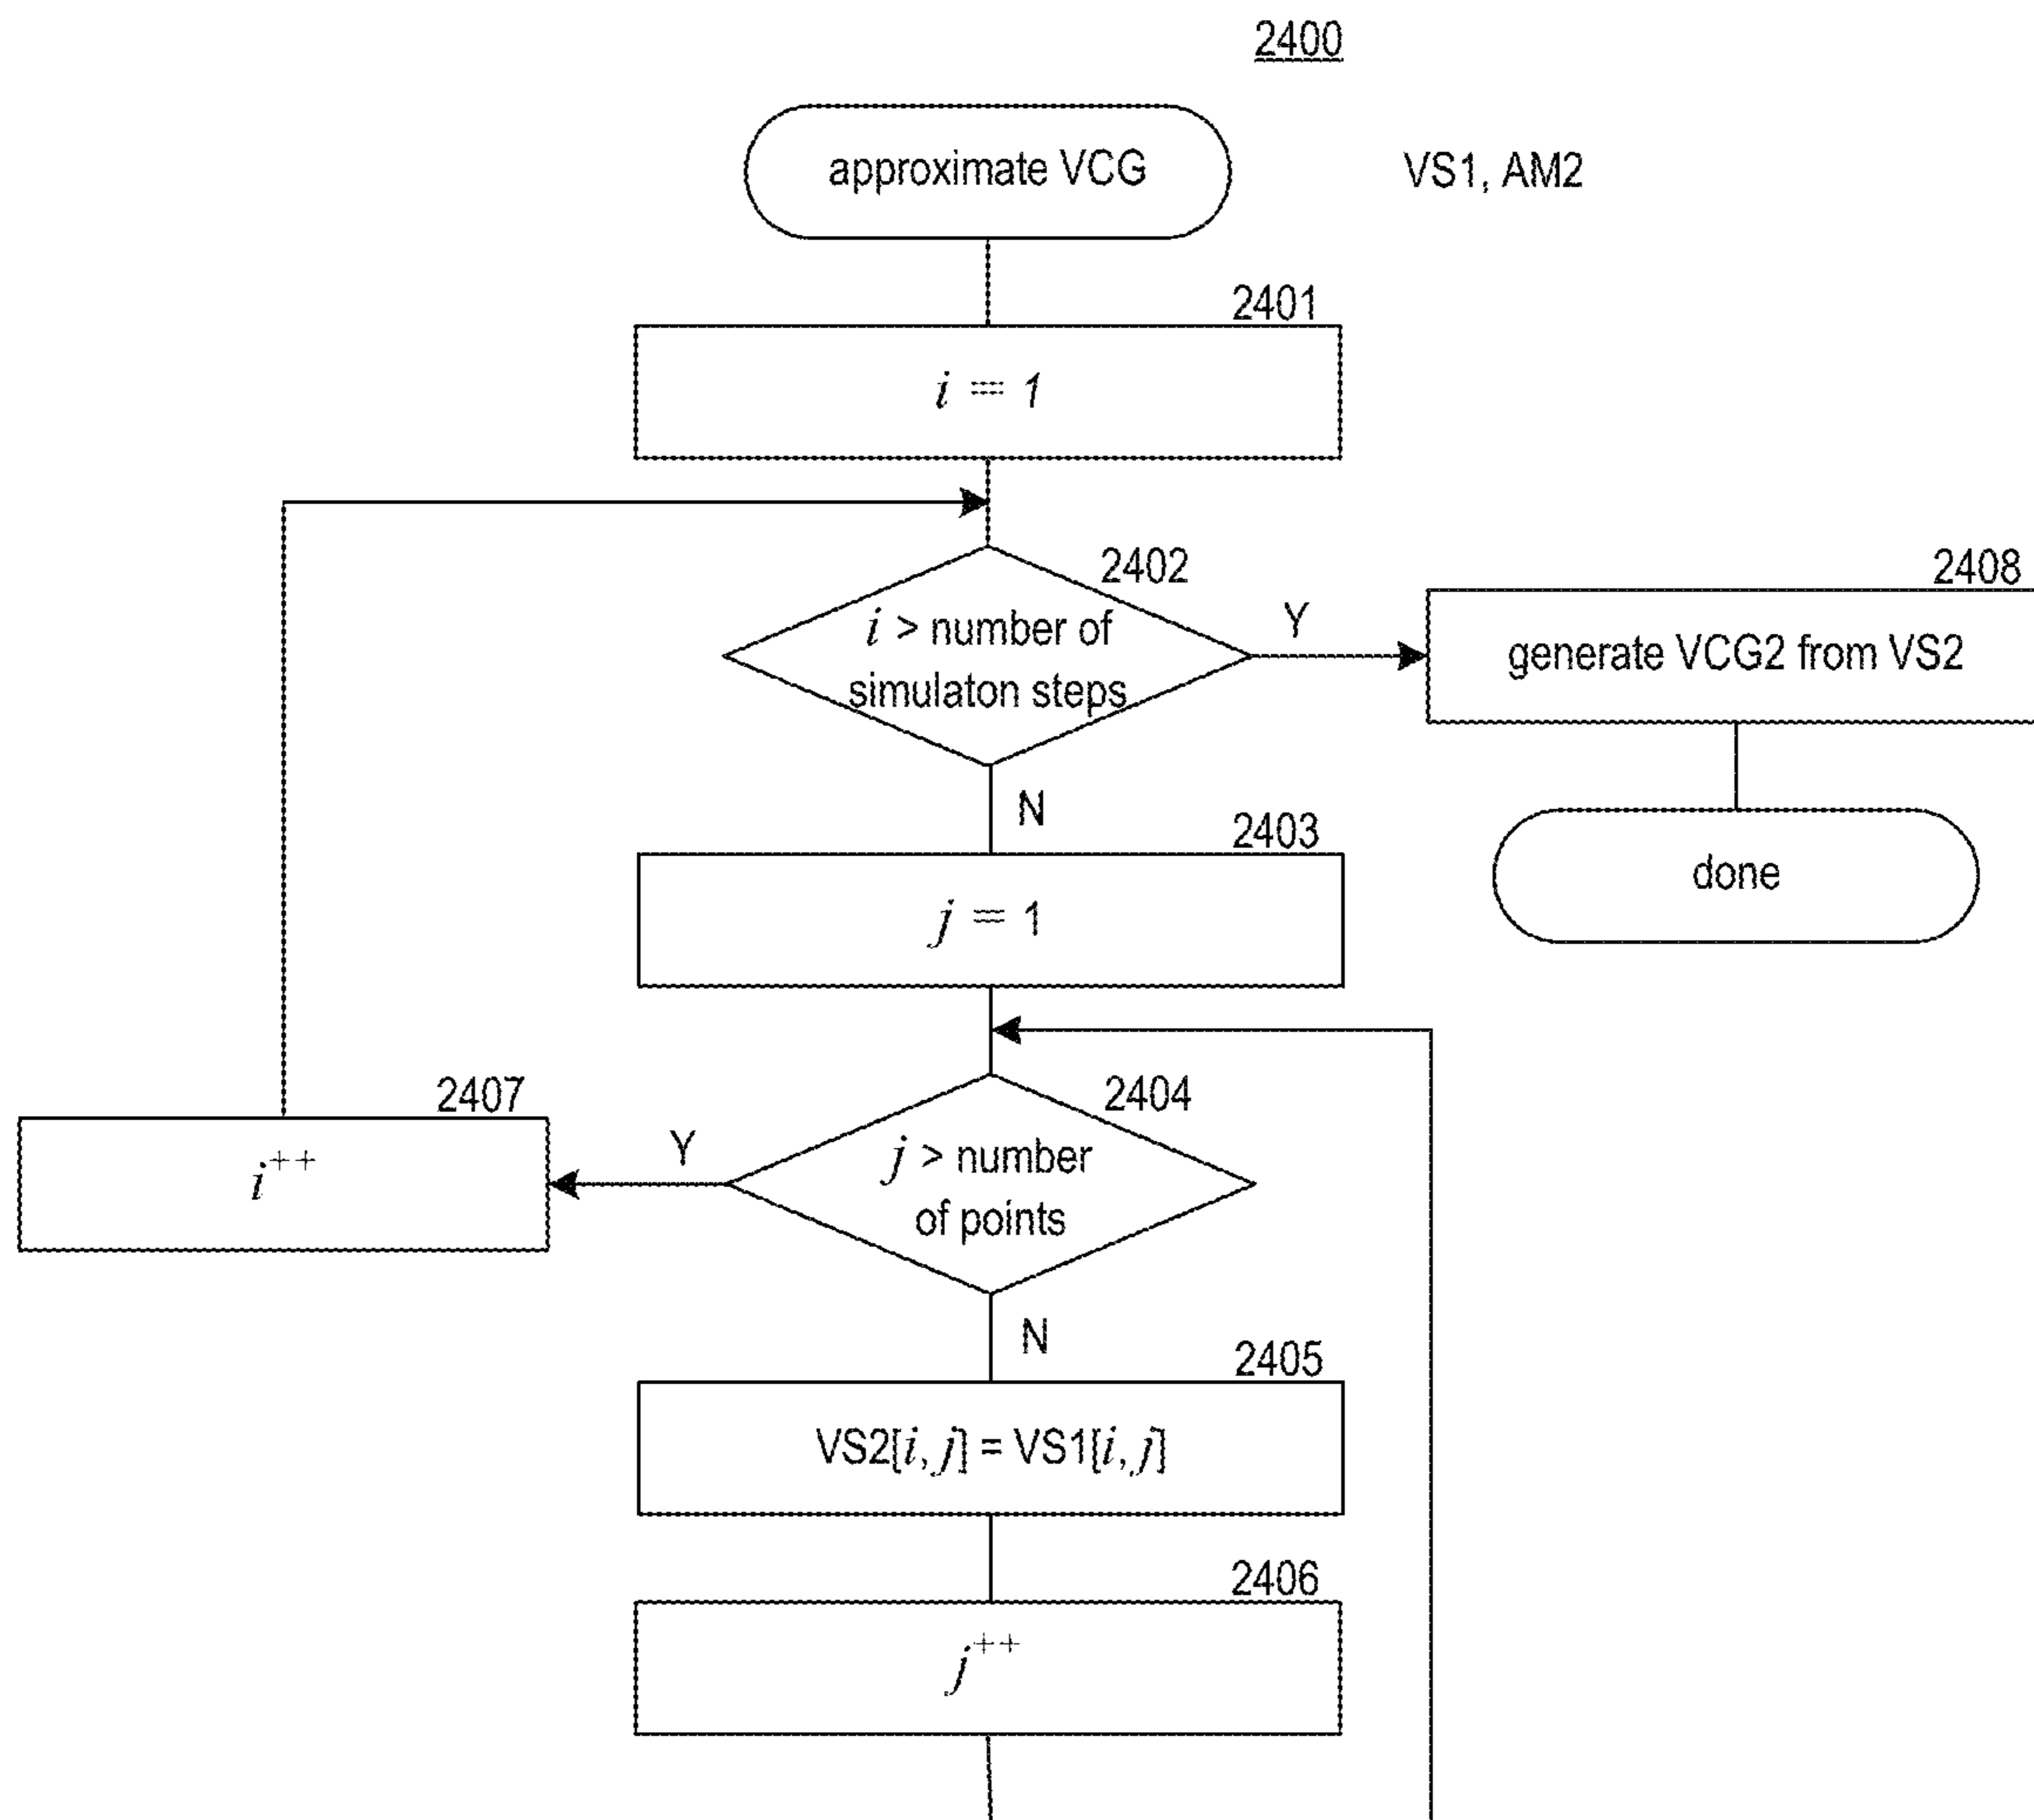 2400
approximate VCG
VS1, AM2
2401
i = 1
2402
i > number of
simulaton steps
Y
2408
generate VCG2 from VS2
N
2403
j = 1
done
2407
i++
Y
2404
j > number
of points
N
2405
VS2[i, j] = VS1[i, j]
2406
j++